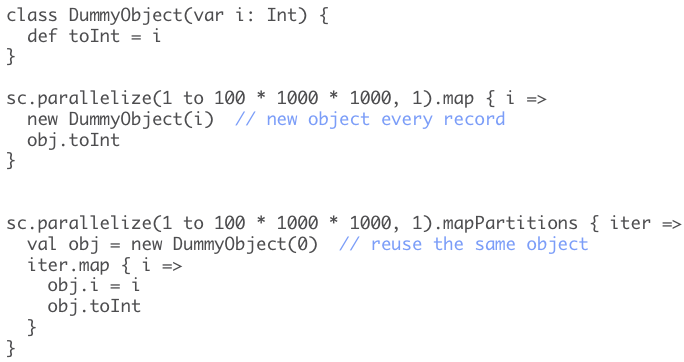 class DummyObject(var i: Int) {
  def toInt = i
}

sc.parallelize(1 to 100 * 1000 * 1000, 1).map { i =>
  new DummyObject(i)  // new object every record
  obj.toInt
}

sc.parallelize(1 to 100 * 1000 * 1000, 1).mapPartitions { iter =>
  val obj = new DummyObject(0)  // reuse the same object
  iter.map { i =>
    obj.i = i
    obj.toInt
  }
}